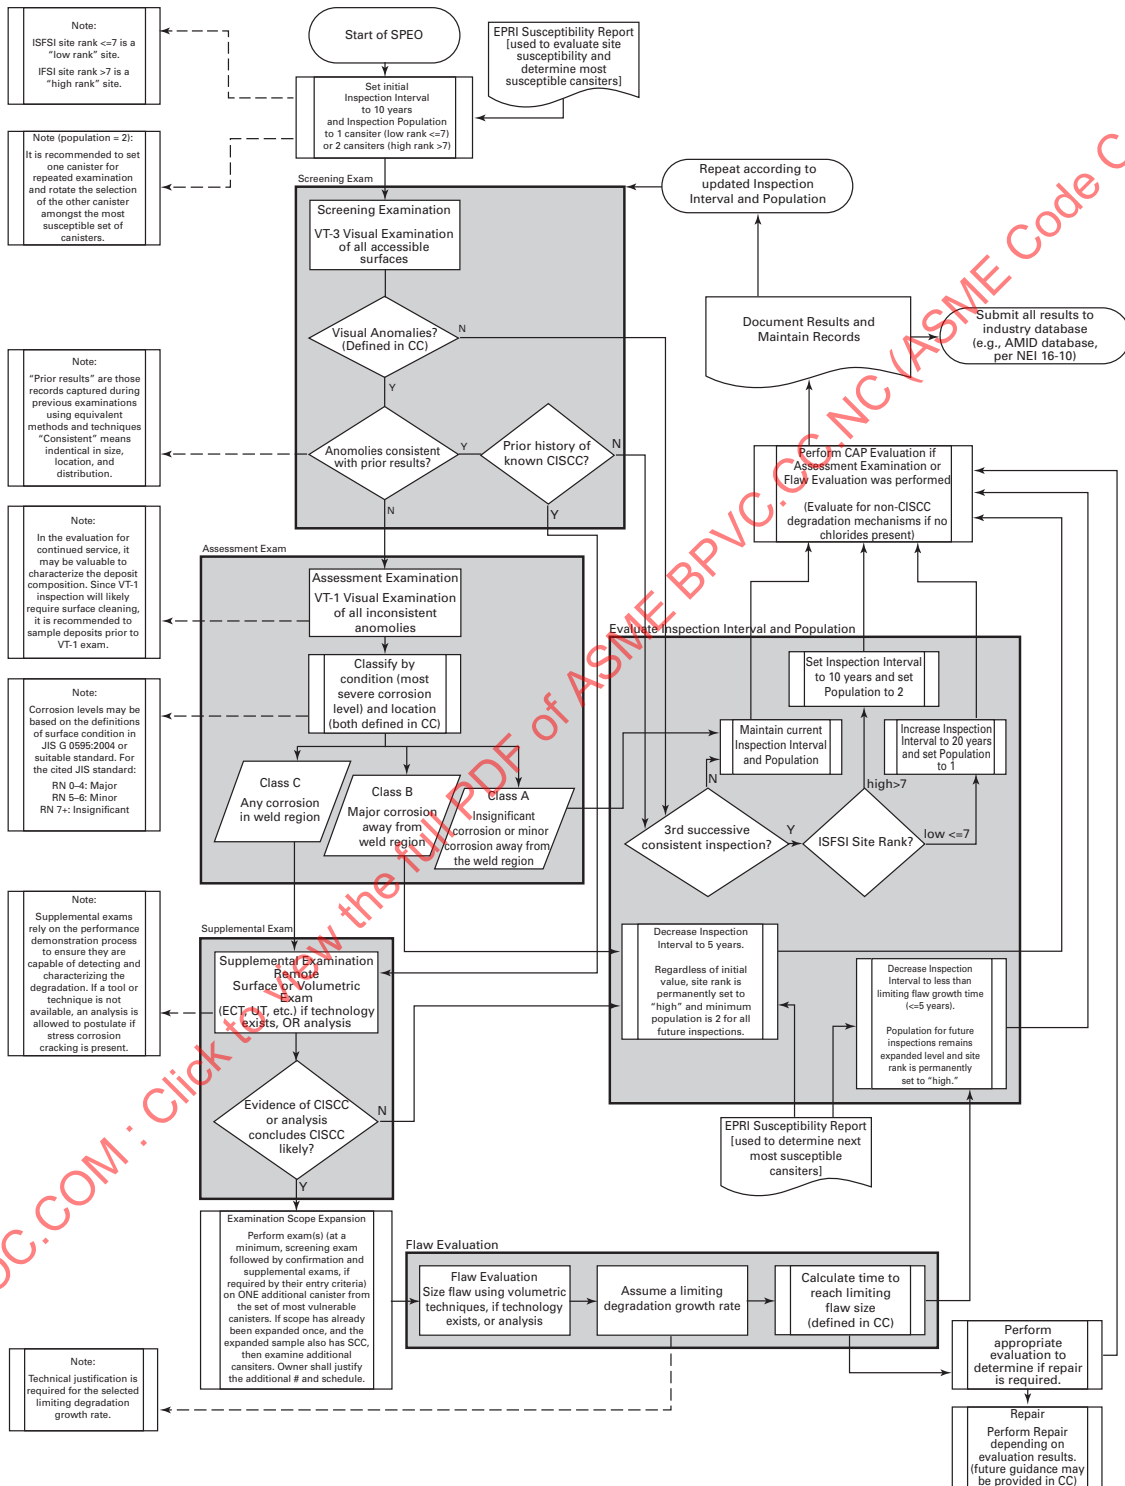 Note:
ISFSI site rank <=7 is a
“low rank” site.
IFSI site rank >7 is a
“high rank” site.
Start of SPEO
EPRI Susceptibility Report
[used to evaluate site
susceptibility and
determine most
susceptible cansiters]
Set initial
Inspection Interval
to 10 years
and Inspection Population
to 1 canister (low rank <=7)
or 2 canisters (high rank >7)
Note (population = 2):
It is recommended to set
one canister for
repeated examination
and rotate the selection
of the other canister
amongst the most
susceptible set of
canisters.
Repeat according to
updated Inspection
Interval and Population
Screening Exam
Screening Examination
VT-3 Visual Examination
of all accessible
surfaces
Visual Anomalies?
(Defined in CC)
N
Y
Document Results and
Maintain Records
Submit all results to
industry database
(e.g., AMID database,
per NEI 16-10)
Note:
“Prior results” are those
records captured during
previous examinations
using equivalent
methods and techniques
“Consistent” means
indentical in size,
location, and
distribution.
Anomolies consistent
with prior results?
Y
N
Prior history of
known CISCC?
N
Y
Perform CAP Evaluation if
Assessment Examination or
Flaw Evaluation was performed
(Evaluate for non-CISCC
degradation mechanisms if no
chlorides present)
Note:
In the evaluation for
continued service, it
may be valuable to
characterize the deposit
composition. Since VT-1
inspection will likely
require surface cleaning,
it is recommended to
sample deposits prior to
VT-1 exam.
Assessment Exam
Assessment Examination
VT-1 Visual Examination
of all inconsistent
anomolies
Classify by
condition (most
severe corrosion
level) and location
(both defined in CC)
Note:
Corrosion levels may be
based on the definitions
of surface condition in
JIS G 0595:2004 or
suitable standard. For
the cited JIS standard:
RN 0–4: Major
RN 5–6: Minor
RN 7+: Insignificant
Class C
Any corrosion
in weld region
Class B
Major corrosion
away from
weld region
Class A
Insignificant
corrosion or minor
corrosion away from
the weld region
Evaluate Inspection Interval and Population
Set Inspection Interval
to 10 years and set
Population to 2
Maintain current
Inspection Interval
and Population
Increase Inspection
Interval to 20 years
and set Population
to 1
N
high>7
3rd successive
consistent inspection?
Y
ISFSI Site Rank?
low <=7
Decrease Inspection
Interval to 5 years.
Regardless of initial
value, site rank is
permanently set to
“high” and minimum
population is 2 for all
future inspections.
Decrease Inspection
Interval to less than
limiting flaw growth time
(<=5 years).
Population for future
inspections remains
expanded level and site
rank is permanently
set to “high.”
Note:
Supplemental exams
rely on the performance
demonstration process
to ensure they are
capable of detecting and
characterizing the
degradation. If a tool or
technique is not
available, an analysis is
allowed to postulate if
stress corrosion
cracking is present.
Supplemental Exam
Supplemental Examination
Remote
Surface or Volumetric
Exam
(ECT, UT, etc.) if technology
exists, OR analysis
Evidence of CISCC
or analysis
concludes CISCC
likely?
N
Y
EPRI Susceptibility Report
[used to determine next
most susceptible
cansiters]
Examination Scope Expansion
Perform exam(s) (at a
minimum, screening exam
followed by confirmation and
supplemental exams, if
required by their entry criteria)
on ONE additional canister from
the set of most vulnerable
canisters. If scope has already
been expanded once, and the
expanded sample also has SCC,
then examine additional
cansiters. Owner shall justify
the additional # and schedule.
Flaw Evaluation
Flaw Evaluation
Size flaw using volumetric
techniques, if technology
exists, or analysis
Assume a limiting
degradation growth rate
Calculate time to
reach limiting
flaw size
(defined in CC)
Note:
Technical justification is
required for the selected
limiting degradation
growth rate.
Perform
appropriate
evaluation to
determine if repair
is required.
Repair
Perform Repair
depending on
evaluation results.
(future guidance may
be provided in CC)
DC.COM : Click to view the full PDF of ASME BPVC.CC.NC (ASME Code C